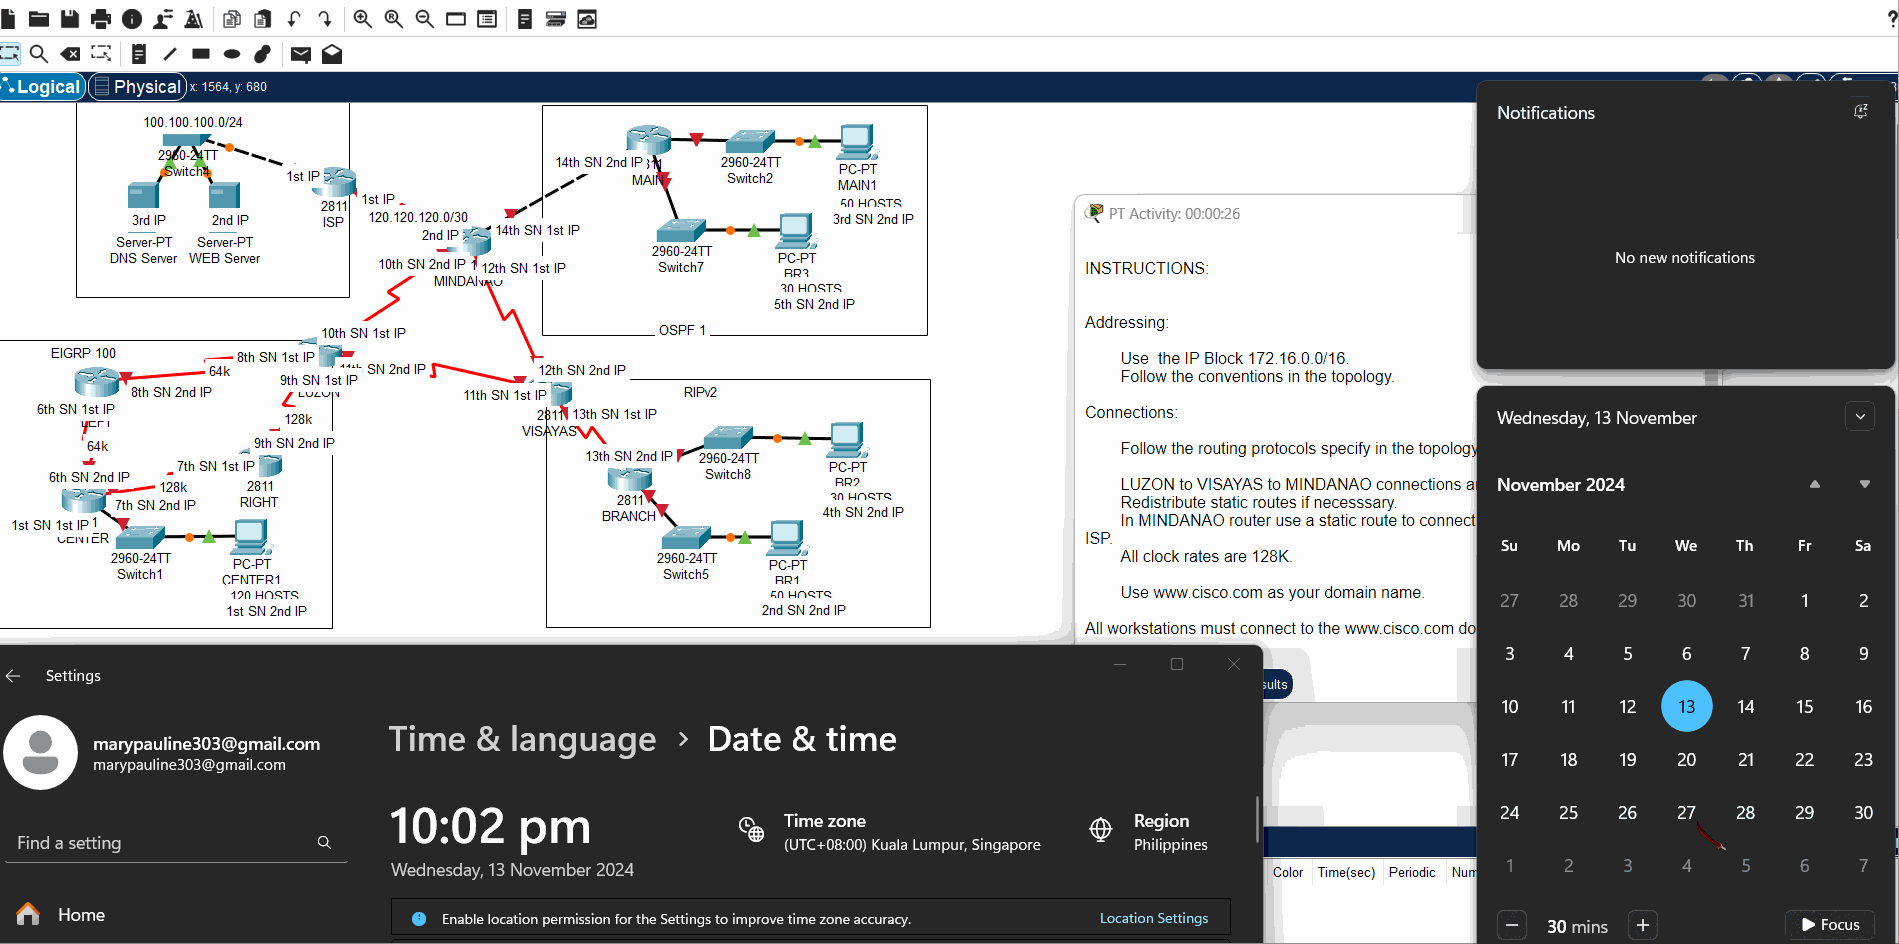 Logical
Physical
x: 1564, y: 680
100.100.100.0/24
2960-24TT
Switch4
1st IP
2811
ISP
1st IP
120.120.120.0/30
2nd IP
3rd IP
2nd IP
Server-PT
DNS Server
Server-PT
WEB Server
14th SN 2nd IP
MAIN
2960-24TT
Switch2
PC-PT
MAIN1
50 HOSTS
3rd SN 2nd IP
14th SN 1st IP
2960-24TT
Switch7
PC-PT
BR3
30 HOSTS
5th SN 2nd IP
OSPF 1
10th SN 2nd IP
12th SN 1st IP
MINDANAO
10th SN 1st IP
EIGRP 100
8th SN 1st IP
64k
11th SN 2nd IP
8th SN 2nd IP
9th SN 1st IP
LUZON
6th SN 1st IP
LEFT
128k
64k
9th SN 2nd IP
6th SN 2nd IP
7th SN 1st IP
128k
2811
RIGHT
7th SN 2nd IP
1st SN 1st IP
CENTER
2960-24TT
Switch1
PC-PT
CENTER1
120 HOSTS
1st SN 2nd IP
12th SN 2nd IP
11th SN 1st IP
RIPv2
2811
VISAYAS
13th SN 1st IP
13th SN 2nd IP
2960-24TT
Switch8
PC-PT
BR2
30 HOSTS
4th SN 2nd IP
2811
BRANCH
2960-24TT
Switch5
PC-PT
BR1
50 HOSTS
2nd SN 2nd IP
PT Activity: 00:00:26
INSTRUCTIONS:
Addressing:
Use the IP Block 172.16.0.0/16.
Follow the conventions in the topology.
Connections:
Follow the routing protocols specify in the topology
LUZON to VISAYAS to MINDANAO connections
Redistribute static routes if necesssary.
In MINDANAO router use a static route to connect
ISP.
All clock rates are 128K.
Use www.cisco.com as your domain name.
All workstations must connect to the www.cisco.com
Notifications
No new notifications
Wednesday, 13 November
November 2024
Su Mo Tu We Th Fr Sa
27 28 29 30 31 1 2
3 4 5 6 7 8 9
10 11 12 13 14 15 16
17 18 19 20 21 22 23
24 25 26 27 28 29 30
1 2 3 4 5 6 7
30 mins
Focus
Settings
marypauline303@gmail.com
marypauline303@gmail.com
Find a setting
Home
Time & language > Date & time
10:02 pm
Wednesday, 13 November 2024
Time zone
(UTC+08:00) Kuala Lumpur, Singapore
Region
Philippines
Enable location permission for the Settings to improve time zone accuracy.
Location Settings
Color Time(sec) Periodic